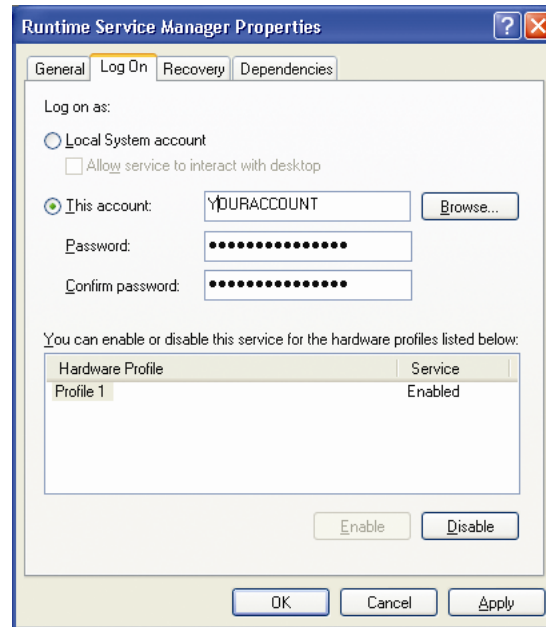 Runtime Service Manager Properties
General Log On Recovery Dependencies
Log on as:
Local System account
Allow service to interact with desktop
This account: YOURACCOUNT Browse...
Password: •••••••••••••••
Confirm password: •••••••••••••••
You can enable or disable this service for the hardware profiles listed below:
Hardware Profile Service
Profile 1 Enabled
Enable Disable
OK Cancel Apply